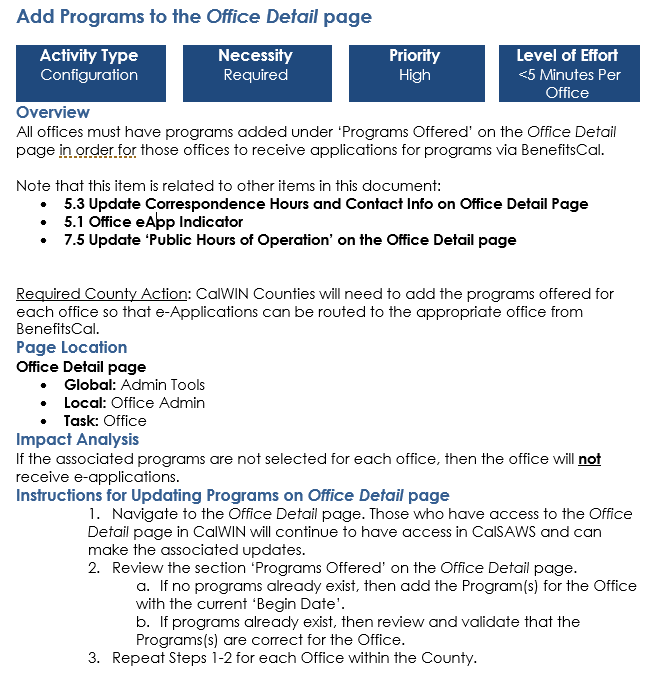 Add Programs to the Office Detail page
Activity Type
Configuration
Necessity
Required
Priority
High
Level of Effort
<5 Minutes Per
Office
Overview
All offices must have programs added under ‘Programs Offered’ on the Office Detail
page in order for those offices to receive applications for programs via BenefitsCal.
Note that this item is related to other items in this document:
• 5.3 Update Correspondence Hours and Contact Info on Office Detail Page
• 5.1 Office eApp Indicator
• 7.5 Update ‘Public Hours of Operation’ on the Office Detail page
Required County Action: CalWIN Counties will need to add the programs offered for
each office so that e-Applications can be routed to the appropriate office from
BenefitsCal.
Page Location
Office Detail page
• Global: Admin Tools
• Local: Office Admin
• Task: Office
Impact Analysis
If the associated programs are not selected for each office, then the office will not
receive e-applications.
Instructions for Updating Programs on Office Detail page
1. Navigate to the Office Detail page. Those who have access to the Office
Detail page in CalWIN will continue to have access in CalSAWS and can
make the associated updates.
2. Review the section ‘Programs Offered’ on the Office Detail page.
a. If no programs already exist, then add the Program(s) for the Office
with the current ‘Begin Date’.
b. If programs already exist, then review and validate that the
Programs(s) are correct for the Office.
3. Repeat Steps 1-2 for each Office within the County.